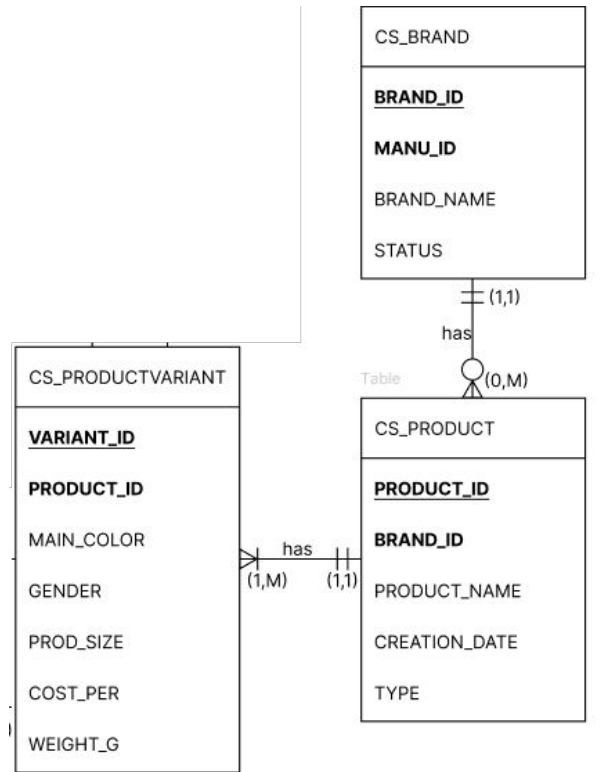 CS_BRAND
BRAND_ID
MANU_ID
BRAND_NAME
STATUS
(1,1)
has
Table
(0,M)
CS_PRODUCT
PRODUCT_ID
BRAND_ID
PRODUCT_NAME
CREATION_DATE
TYPE
CS_PRODUCTVARIANT
VARIANT_ID
PRODUCT_ID
MAIN_COLOR
GENDER
PROD_SIZE
COST_PER
WEIGHT_G
has
(1,M)
(1,1)